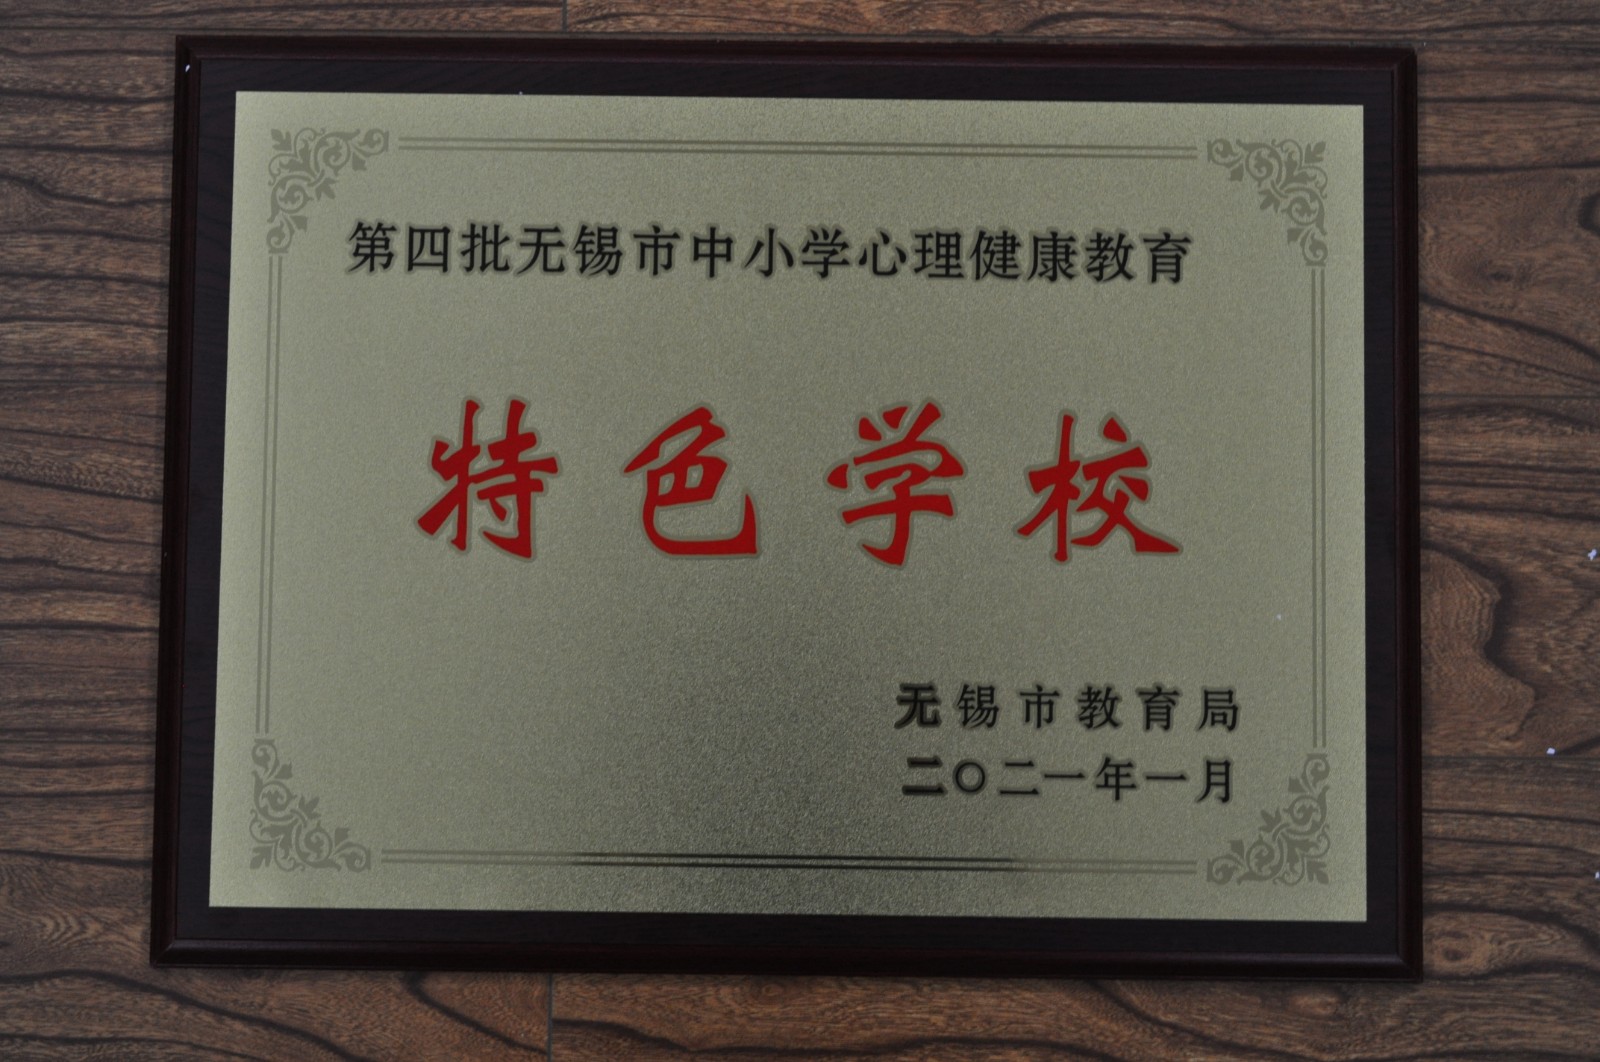 第四批无锡市中小学心理健康教育
特色学校
无锡市教育局
二〇二一年一月